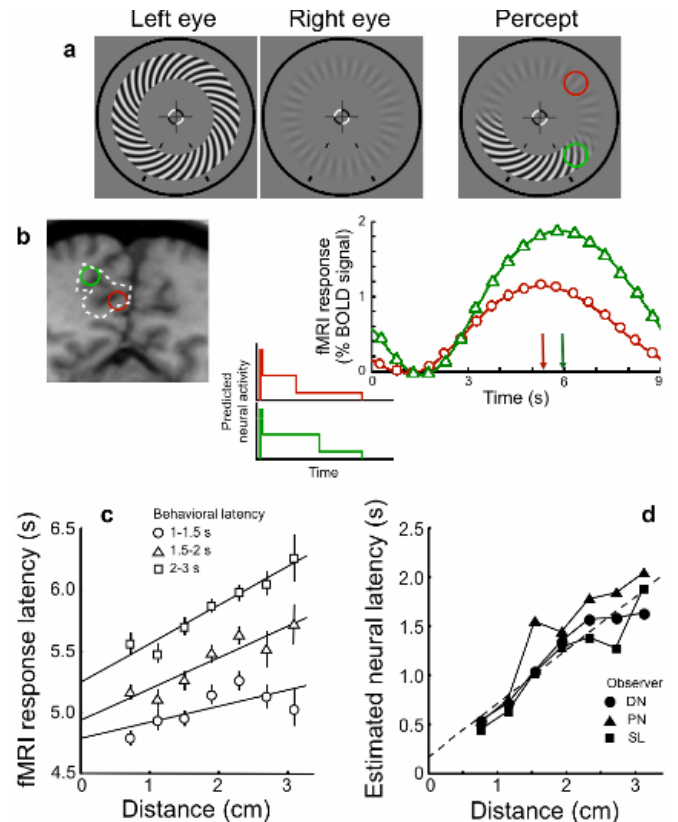 Left eye
Right eye
Percept
a
b
fMRI response
(% BOLD signal)
2
1
0
0
3
6
9
Time (s)
Predicted
neural activity
Time
c
fMRI response latency (s)
6.5
6.0
5.5
5.0
4.5
Behavioral latency
1-1.5 s
1.5-2 s
2-3 s
0
1
2
3
Distance (cm)
d
Estimated neural latency (s)
2.5
2.0
1.5
1.0
0.5
0
Observer
DN
PN
SL
0
1
2
3
Distance (cm)